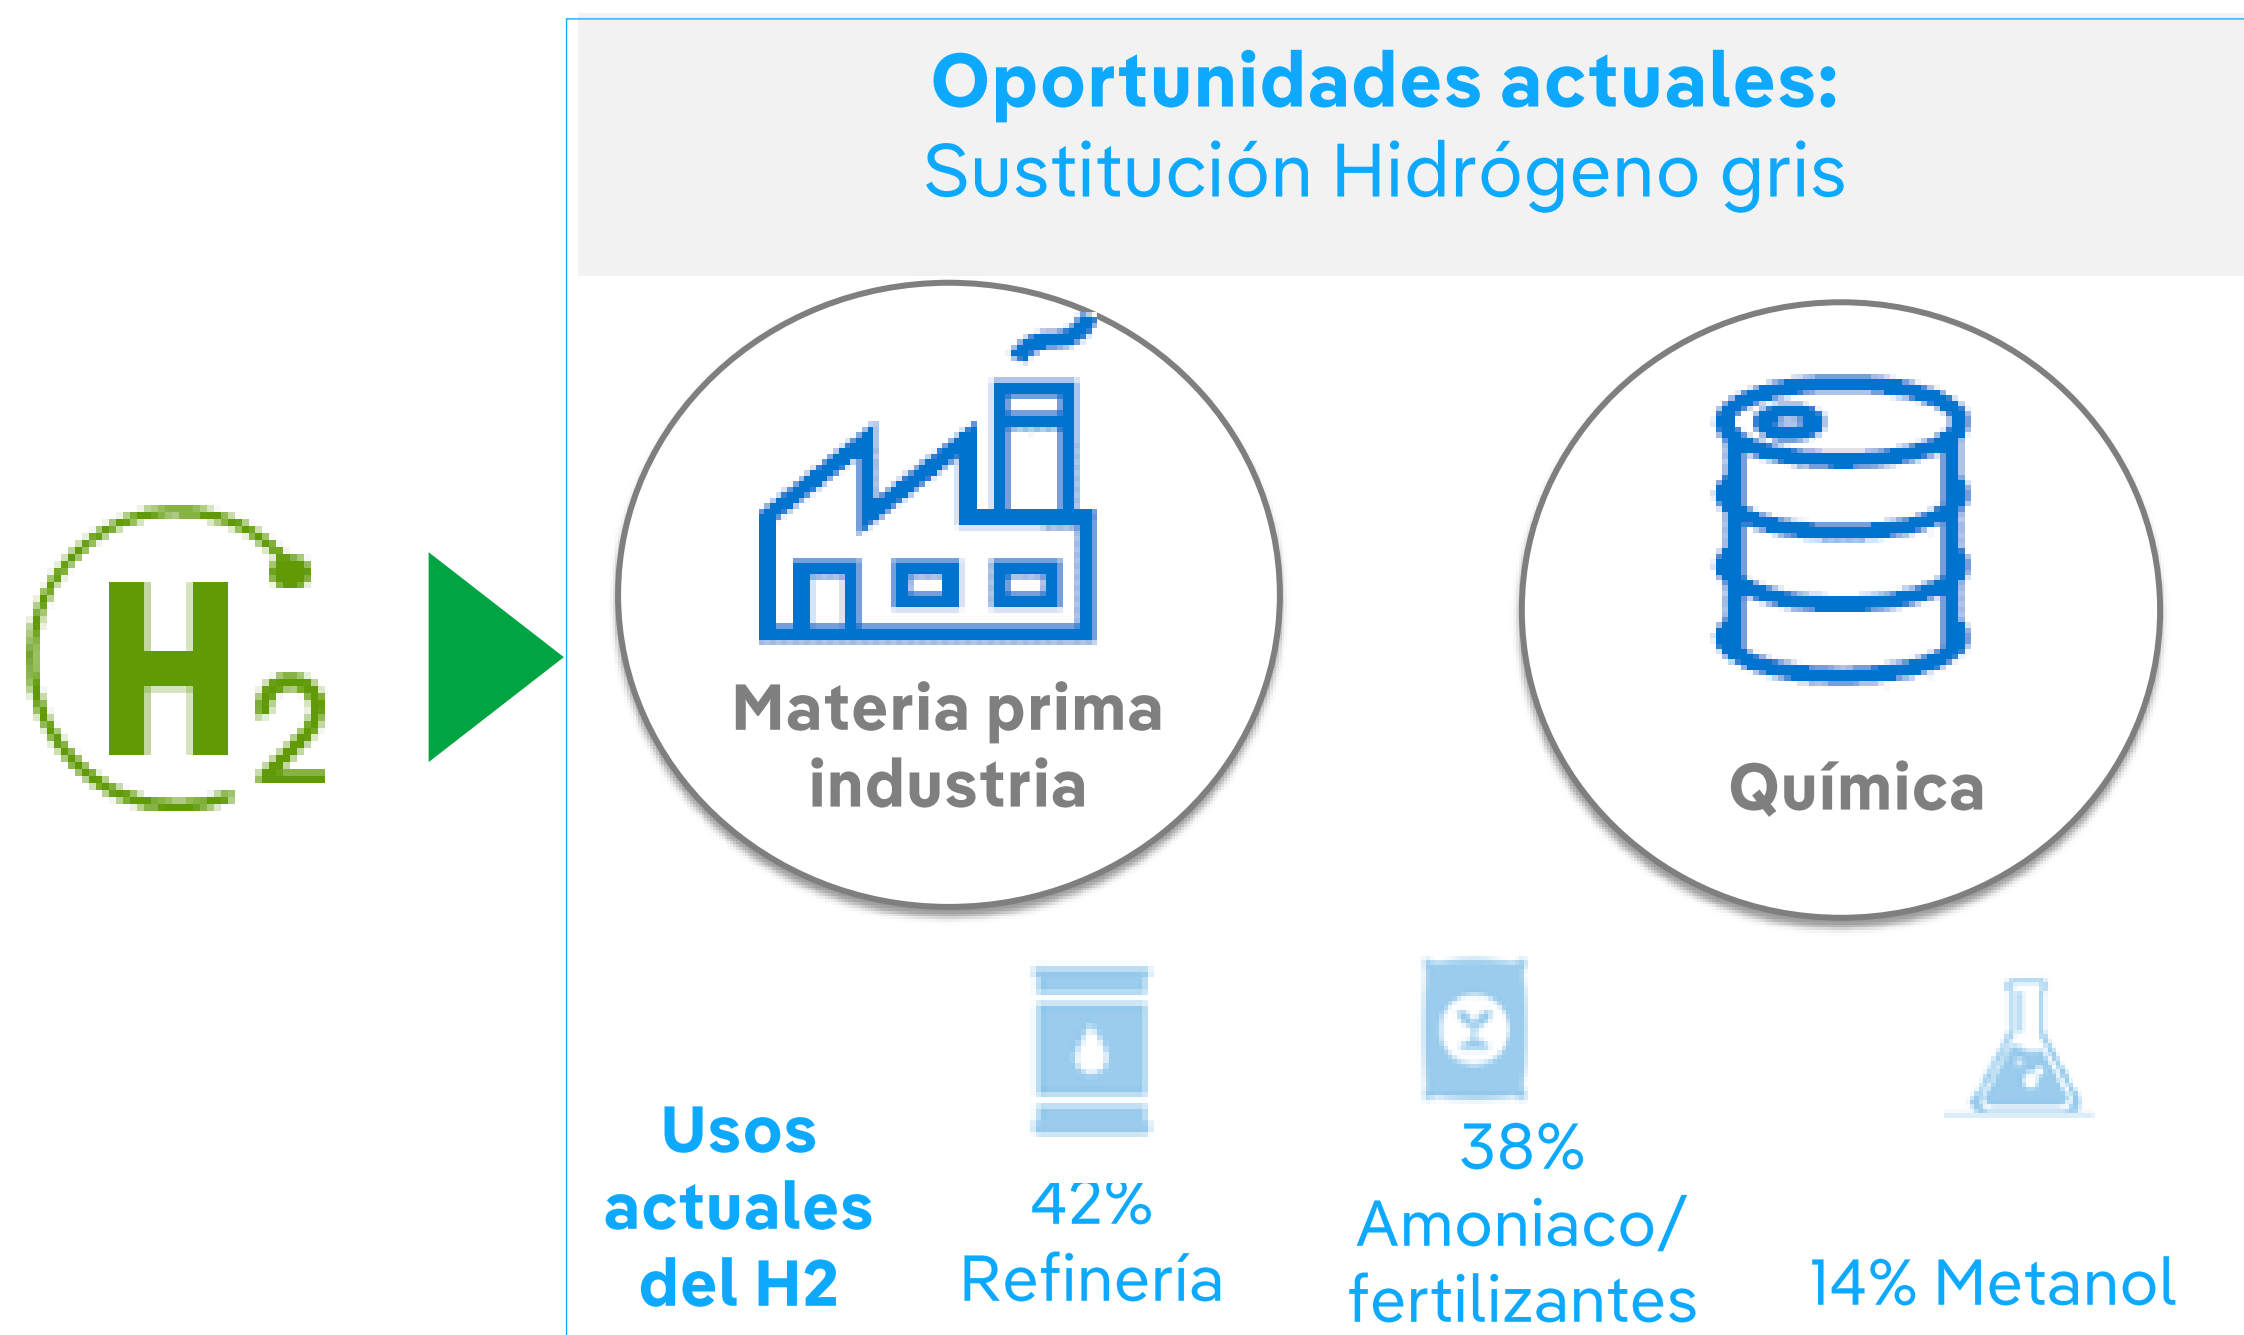 Oportunidades actuales:
Sustitución Hidrógeno gris
H2
Materia prima
industria
Química
Usos
actuales
del H2
42%
Refinería
38%
Amoniaco/
fertilizantes
14% Metanol